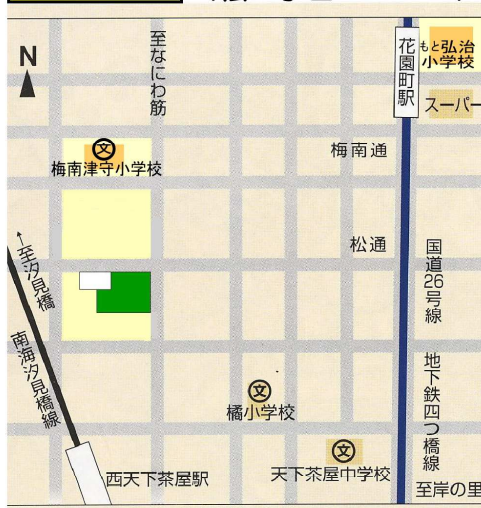 N
至なにわ筋
花園町駅
もと弘治
小学校
スーパー
文
梅南津守小学校
梅南通
松通
←至汐見橋
南海汐見橋線
国道26号線
地下鉄四つ橋線
文
橘小学校
文
天下茶屋中学校
西天下茶屋駅
至岸の里